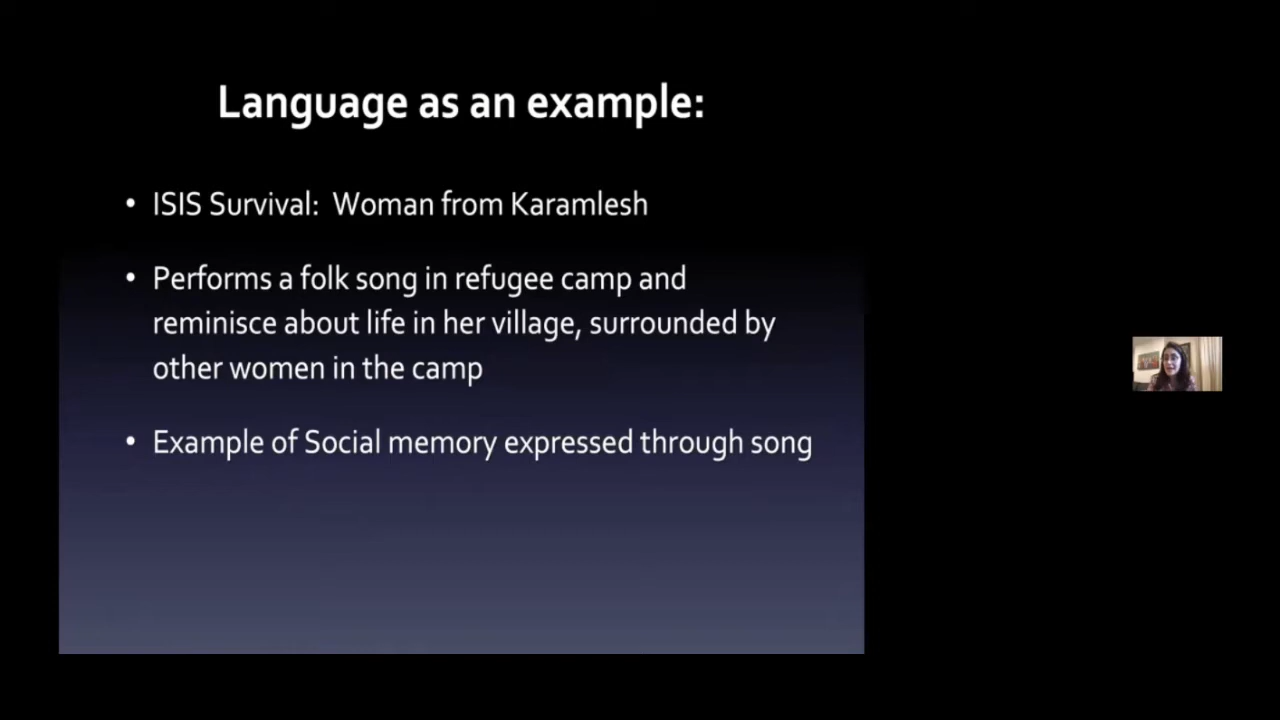 Language as an example:
• ISIS Survival:  Woman from Karamlesh
• Performs a folk song in refugee camp and
reminisce about life in her village, surrounded by
other women in the camp
• Example of Social memory expressed through song